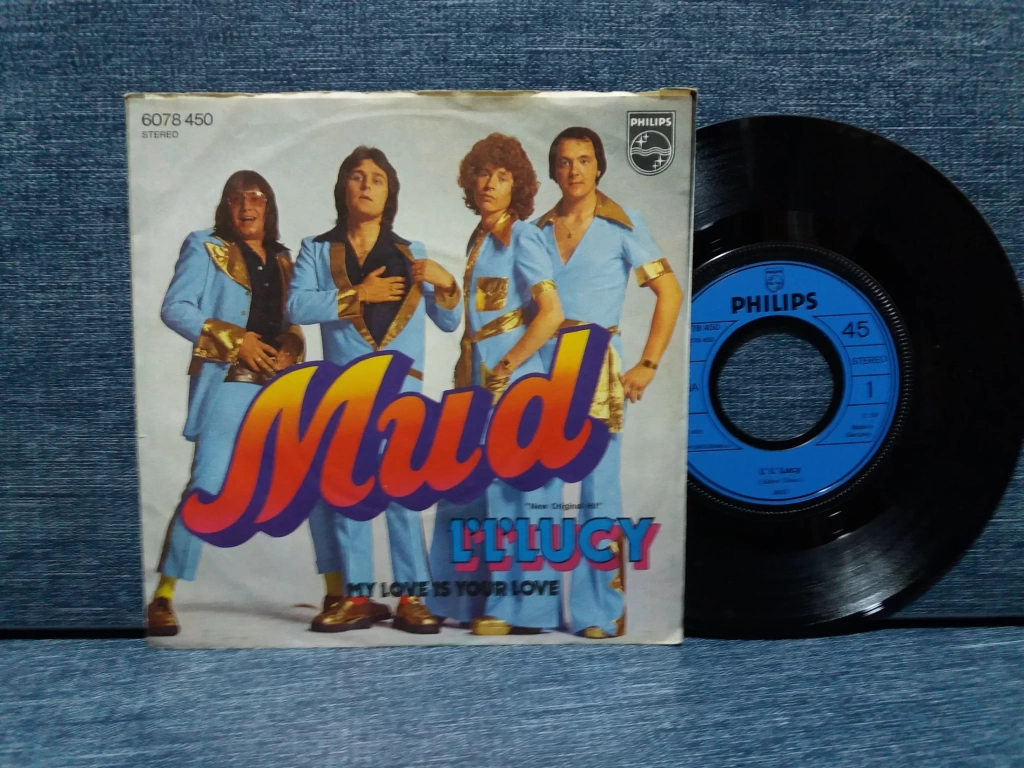 6078 450
STEREO
PHILIPS
Mud
"New Original Hit"
L'L'LUCY
MY LOVE IS YOUR LOVE
PHILIPS
45
STEREO
1
L' L' Lucy
MUD